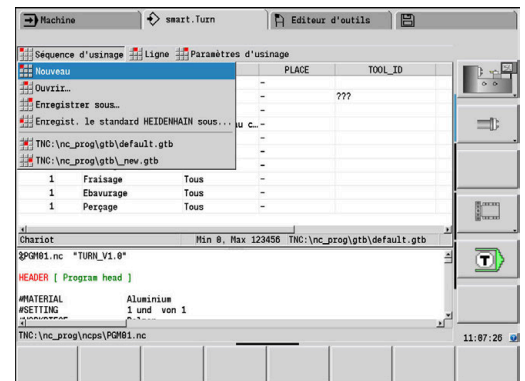 Machine smart.Turn Editeur d'outils
Séquence d'usinage Ligne Paramètres d'usinage
Nouveau PLACE TOOL_ID
Ouvrir… –
Enregistrer sous… – ???
Enregist. le standard HEIDENHAIN sous... au c… –
TNC:\nc_prog\gtb\default.gtb –
TNC:\nc_prog\gtb\_new.gtb –
1 Fraisage Tous –
1 Ebavurage Tous –
1 Perçage Tous –
Chariot Min 0, Max 123456 TNC:\nc_prog\gtb\default.gtb
%PGM01.nc "TURN_V1.0"
HEADER [ Program head ]
#MATERIAL Aluminium
#SETTING 1 und von 1
TNC:\nc_prog\ncps\PGM01.nc
T
11:07:26